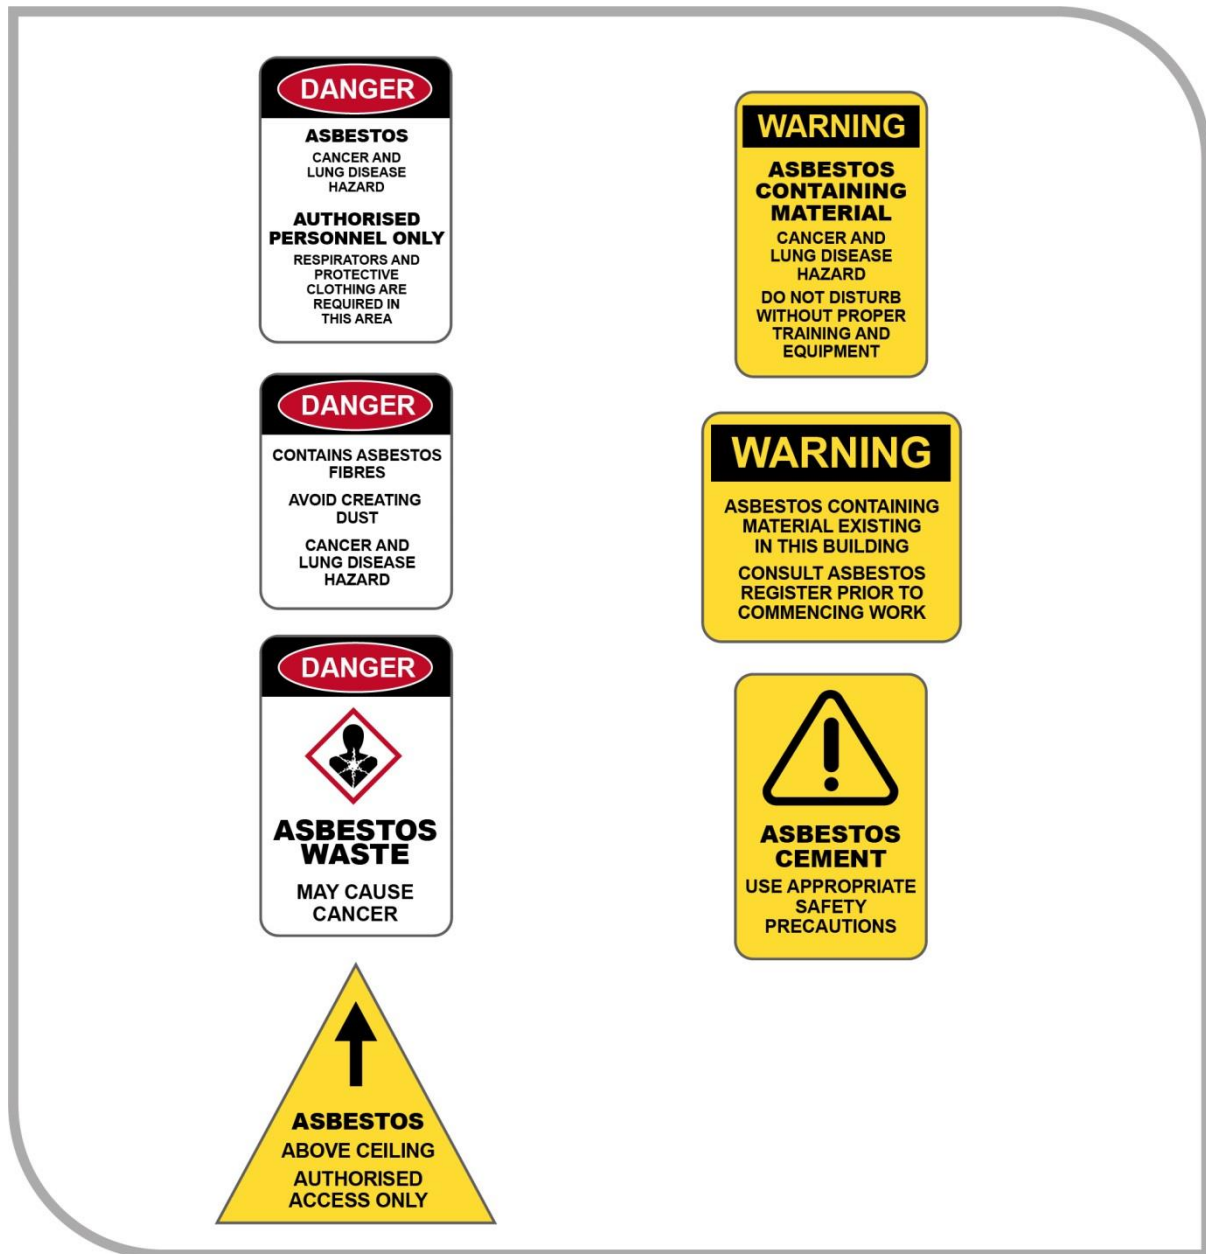 DANGER
ASBESTOS
CANCER AND
LUNG DISEASE
HAZARD
AUTHORISED
PERSONNEL ONLY
RESPIRATORS AND
PROTECTIVE
CLOTHING ARE
REQUIRED IN
THIS AREA
DANGER
CONTAINS ASBESTOS
FIBRES
AVOID CREATING
DUST
CANCER AND
LUNG DISEASE
HAZARD
DANGER
ASBESTOS
WASTE
MAY CAUSE
CANCER
ASBESTOS
ABOVE CEILING
AUTHORISED
ACCESS ONLY
WARNING
ASBESTOS
CONTAINING
MATERIAL
CANCER AND
LUNG DISEASE
HAZARD
DO NOT DISTURB
WITHOUT PROPER
TRAINING AND
EQUIPMENT
WARNING
ASBESTOS CONTAINING
MATERIAL EXISTING
IN THIS BUILDING
CONSULT ASBESTOS
REGISTER PRIOR TO
COMMENCING WORK
ASBESTOS
CEMENT
USE APPROPRIATE
SAFETY
PRECAUTIONS